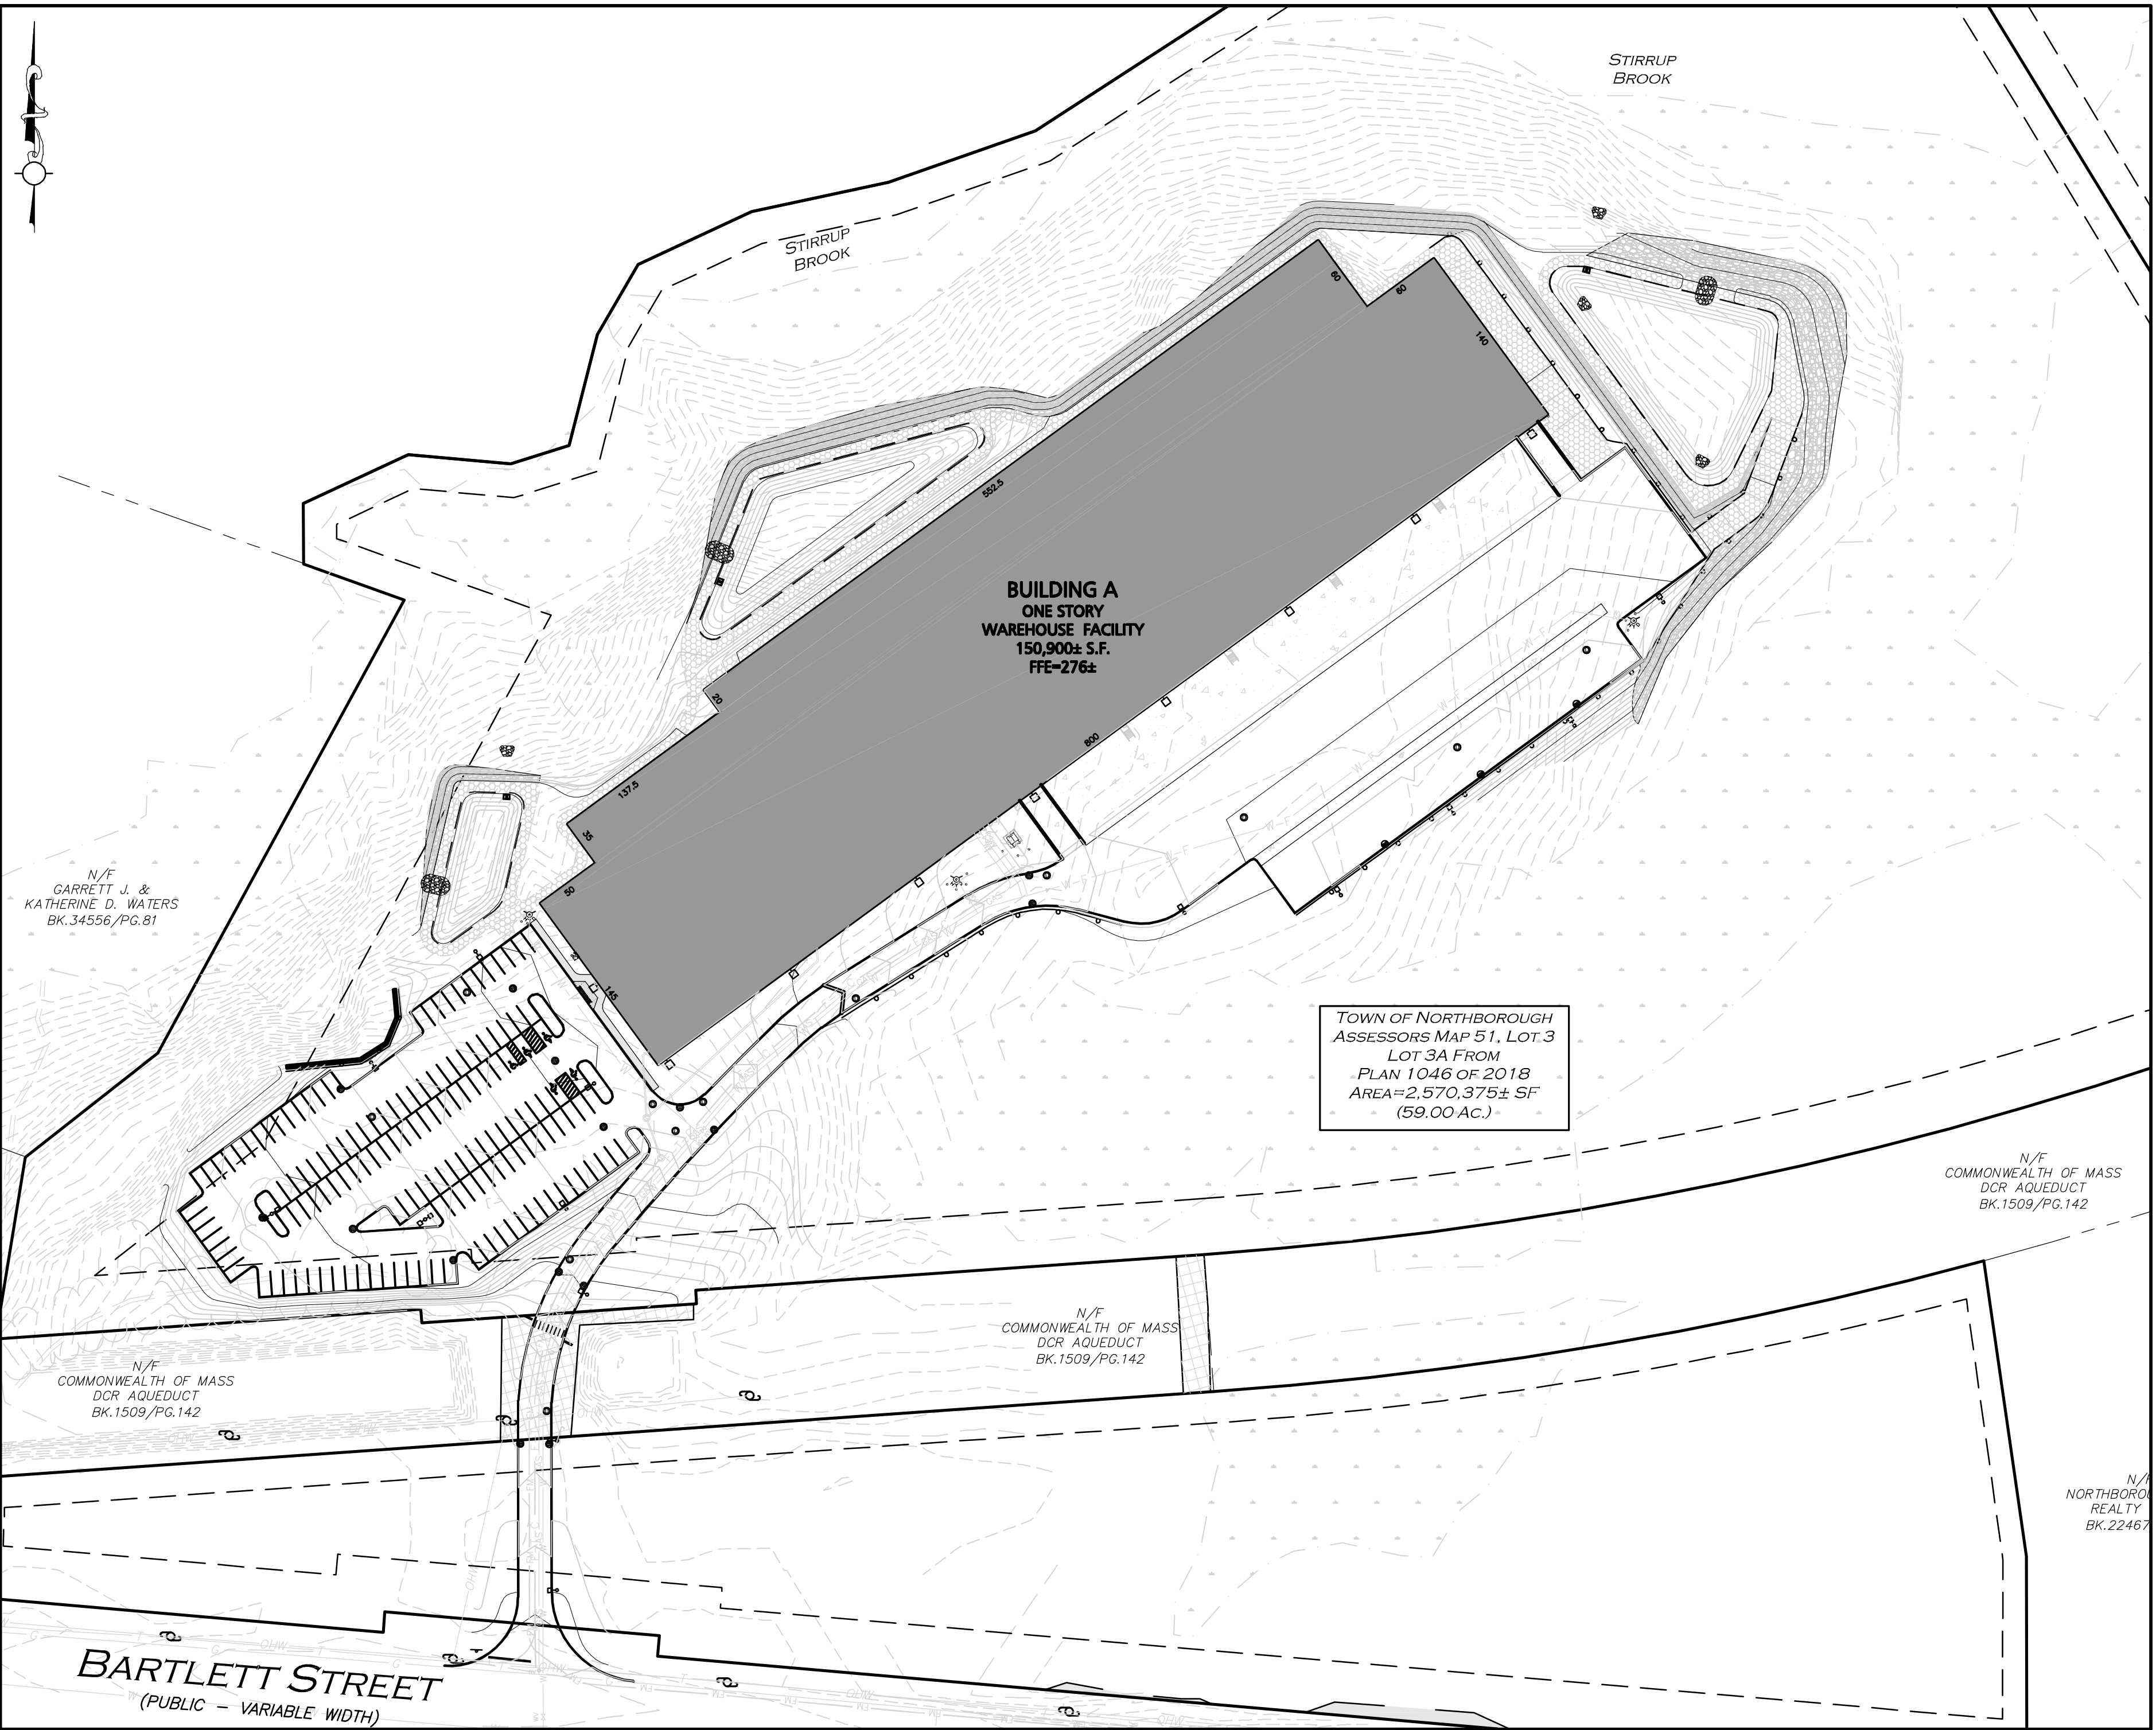 STIRRUP
BROOK
STIRRUP
BROOK
60
60
140
552.5
BUILDING A
ONE STORY
WAREHOUSE FACILITY
150,900± S.F.
FFE=276±
20
800
137.5
35
50
145
N/F
GARRETT J. &
KATHERINE D. WATERS
BK.34556/PG.81
TOWN OF NORTHBOROUGH
ASSESSORS MAP 51, LOT 3
LOT 3A FROM
PLAN 1046 OF 2018
AREA=2,570,375± SF
(59.00 AC.)
N/F
COMMONWEALTH OF MASS
DCR AQUEDUCT
BK.1509/PG.142
N/F
COMMONWEALTH OF MASS
DCR AQUEDUCT
BK.1509/PG.142
N/F
COMMONWEALTH OF MASS
DCR AQUEDUCT
BK.1509/PG.142
N/F
NORTHBOROU
REALTY
BK.22467
BARTLETT STREET
(PUBLIC – VARIABLE WIDTH)